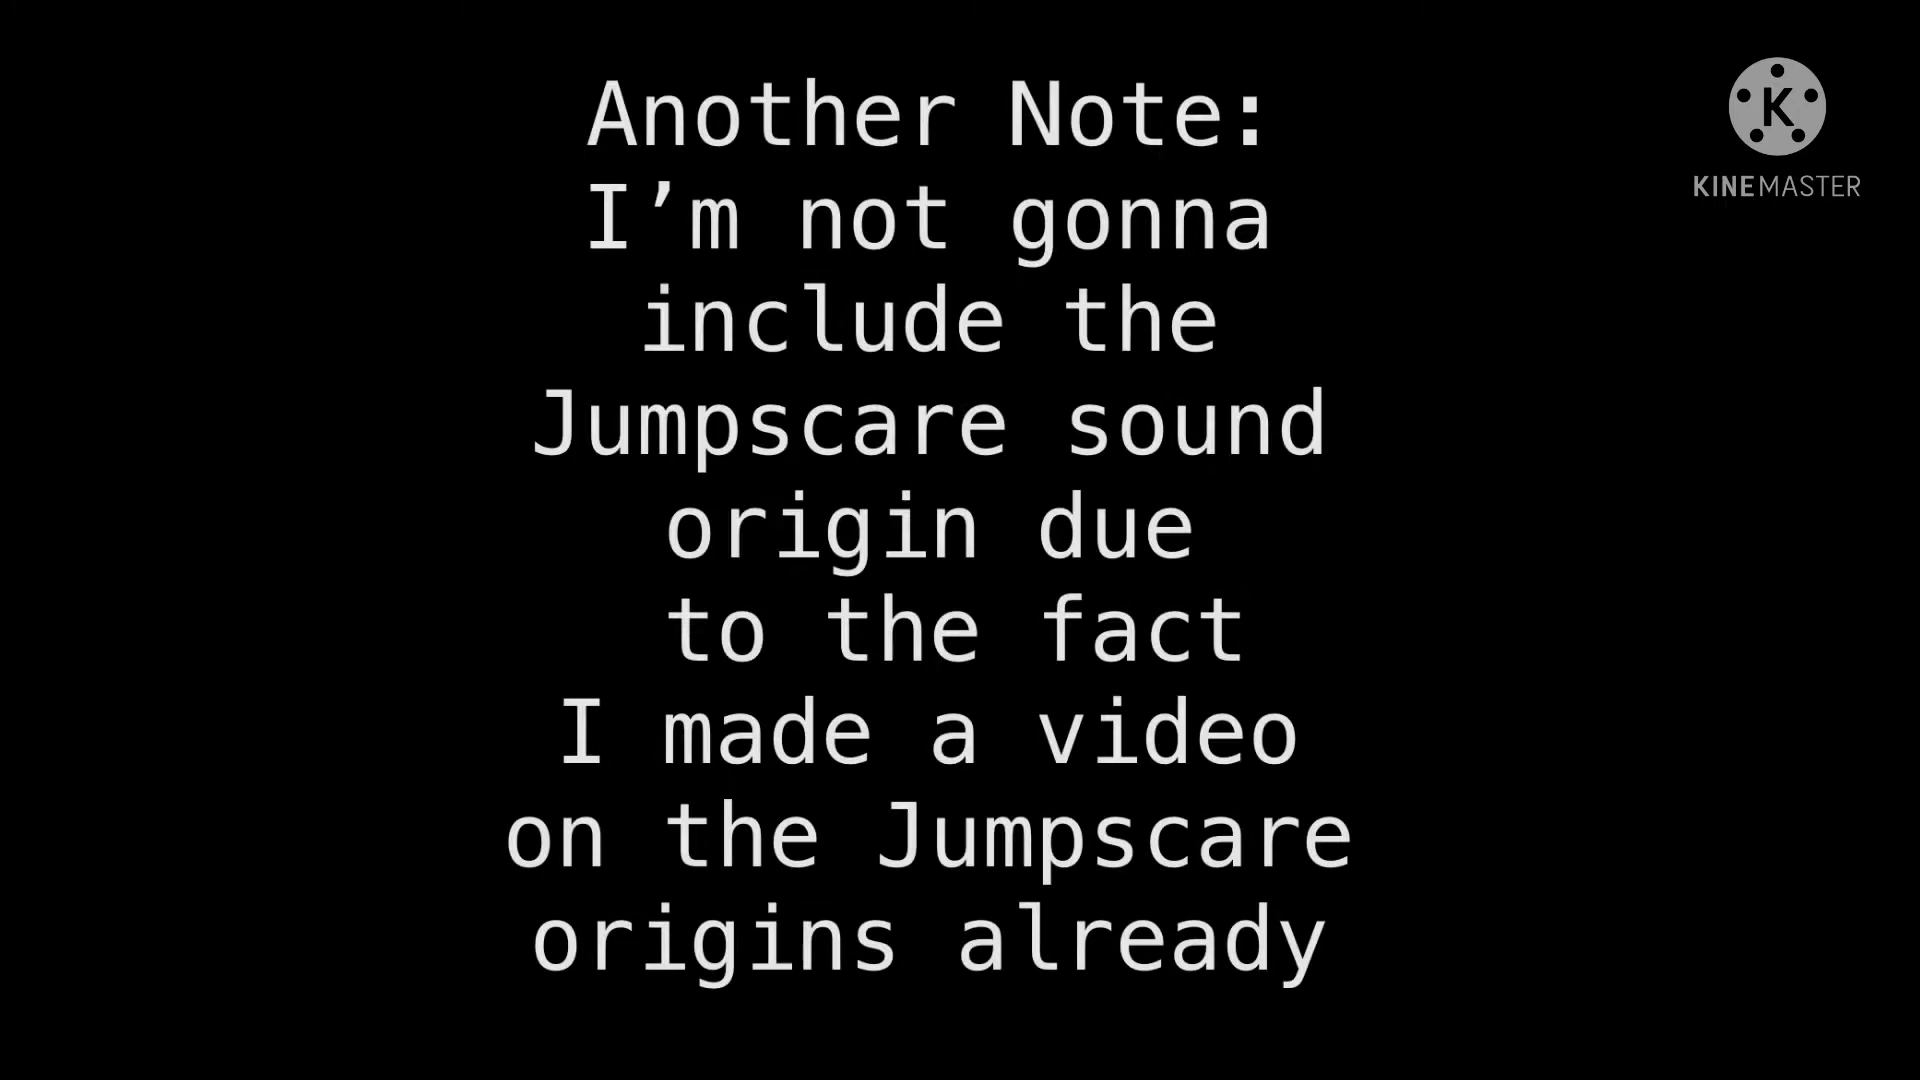 Another Note:
I’m not gonna
include the
Jumpscare sound
origin due
to the fact
I made a video
on the Jumpscare
origins already
K
KINEMASTER